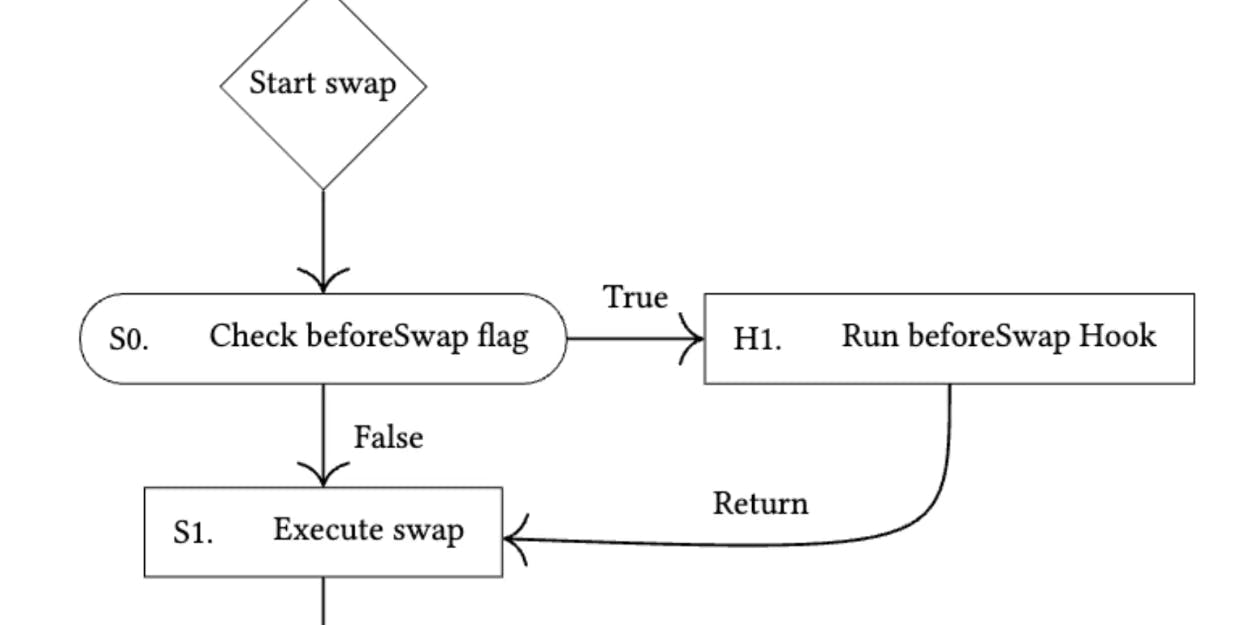 Start swap
True
S0. Check beforeSwap flag
H1. Run beforeSwap Hook
False
Return
S1. Execute swap